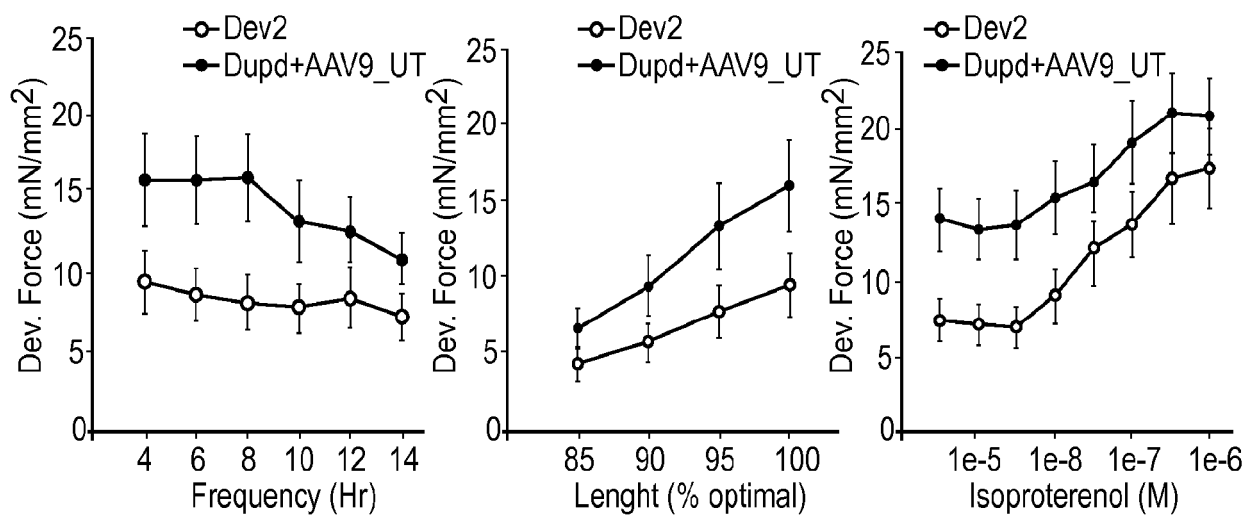 Dev2
Dupd+AAV9_UT
Dev. Force (mN/mm²)
25
20
15
10
5
0
4 6 8 10 12 14
Frequency (Hr)
Dev2
Dupd+AAV9_UT
Dev. Force (mN/mm²)
25
20
15
10
5
0
85 90 95 100
Lenght (% optimal)
Dev2
Dupd+AAV9_UT
Dev. Force (mN/mm²)
25
20
15
10
5
0
1e-5 1e-8 1e-7 1e-6
Isoproterenol (M)